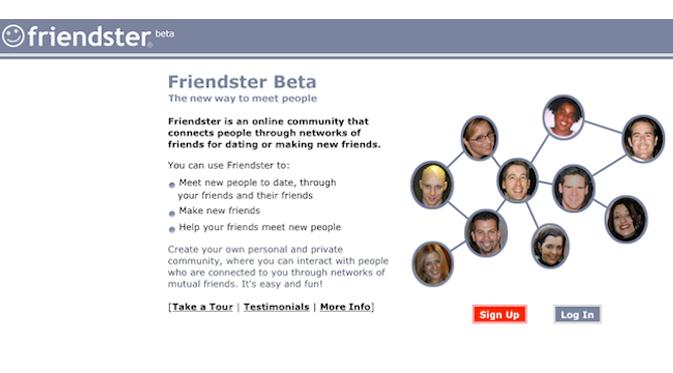 friendster® beta
Friendster Beta
The new way to meet people
Friendster is an online community that
connects people through networks of
friends for dating or making new friends.
You can use Friendster to:
Meet new people to date, through
your friends and their friends
Make new friends
Help your friends meet new people
Create your own personal and private
community, where you can interact with people
who are connected to you through networks of
mutual friends. It's easy and fun!
[Take a Tour | Testimonials | More Info]
Sign Up
Log In